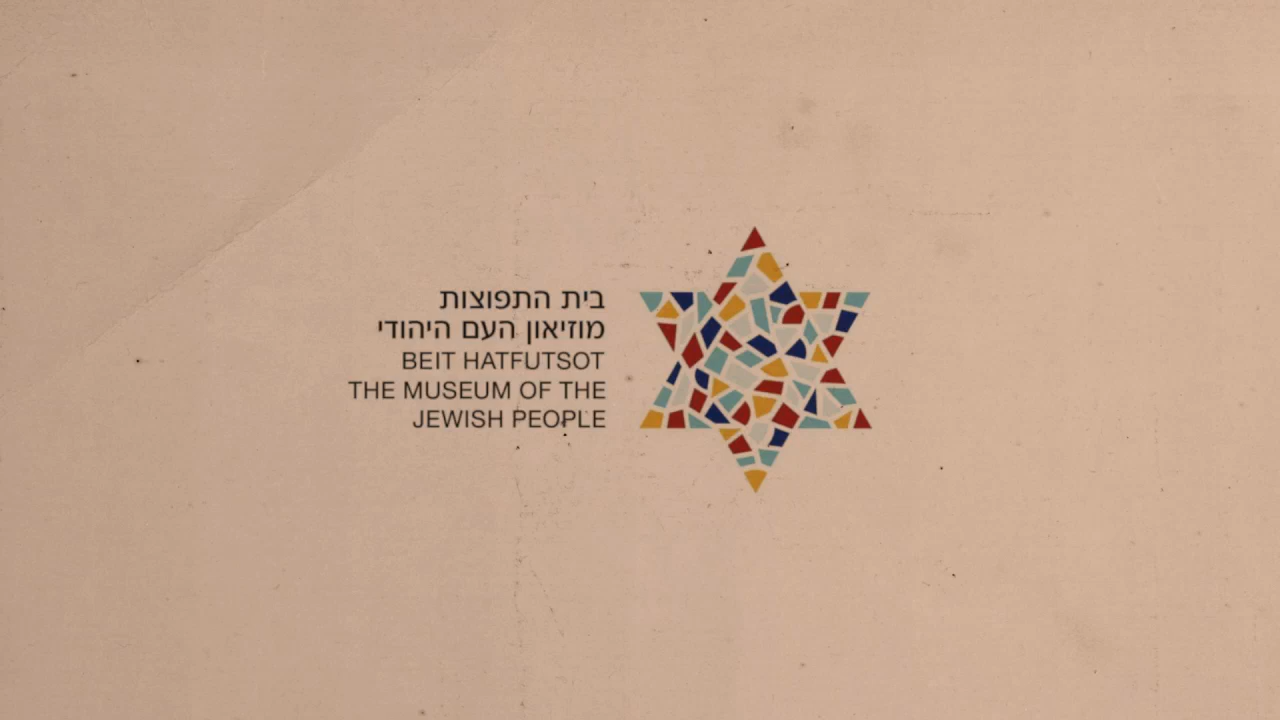 בית התפוצות
מוזיאון העם היהודי
BEIT HATFUTSOT
THE MUSEUM OF THE
JEWISH PEOPLE